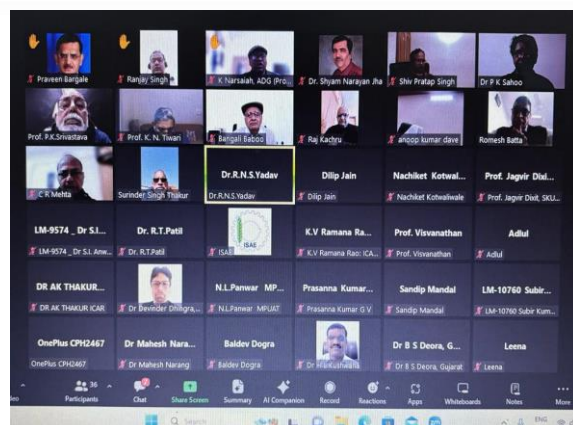 Praveen Bargale
Ranjay Singh
K Narsaiah, ADG (Pro...
Dr. Shyam Narayan Jha
Shiv Pratap Singh
Dr P K Sahoo
Prof. P.K.Srivastava
Prof. K. N. Tiwari
Bangali Baboo
Raj Kachru
anoop kumar dave
Romesh Batta
C R Mehta
Surinder Singh Thakur
Dr.R.N.S.Yadav
Dr.R.N.S.Yadav
Dilip Jain
Dilip Jain
Nachiket Kotwal...
Nachiket Kotwaliwale
Prof. Jagvir Dixi...
Prof. Jagvir Dixit, SKU...
LM-9574 _ Dr S.I...
LM-9574 _ Dr S.I. Anw...
Dr. R.T.Patil
Dr. R.T.Patil
ISAE
ISAE
K.V Ramana Ra...
K.V Ramana Rao: ICA...
Prof. Visvanathan
Prof. Visvanathan
Adlul
Adlul
DR AK THAKUR...
DR AK THAKUR ICAR
Dr Devinder Dhingra,...
N.L.Panwar MP...
N.L.Panwar MPUAT
Prasanna Kumar...
Prasanna Kumar G V
Sandip Mandal
Sandip Mandal
LM-10760 Subir...
LM-10760 Subir Kum...
OnePlus CPH2467
OnePlus CPH2467
Dr Mahesh Nara...
Dr Mahesh Narang
Baldev Dogra
Baldev Dogra
Kushwaha
Dr B S Deora, G...
Dr B S Deora, Gujarat
Leena
Leena
36
Participants
Chat
Share Screen
Summary
AI Companion
Record
Reactions
Apps
Whiteboards
Notes
More
Search
ENG